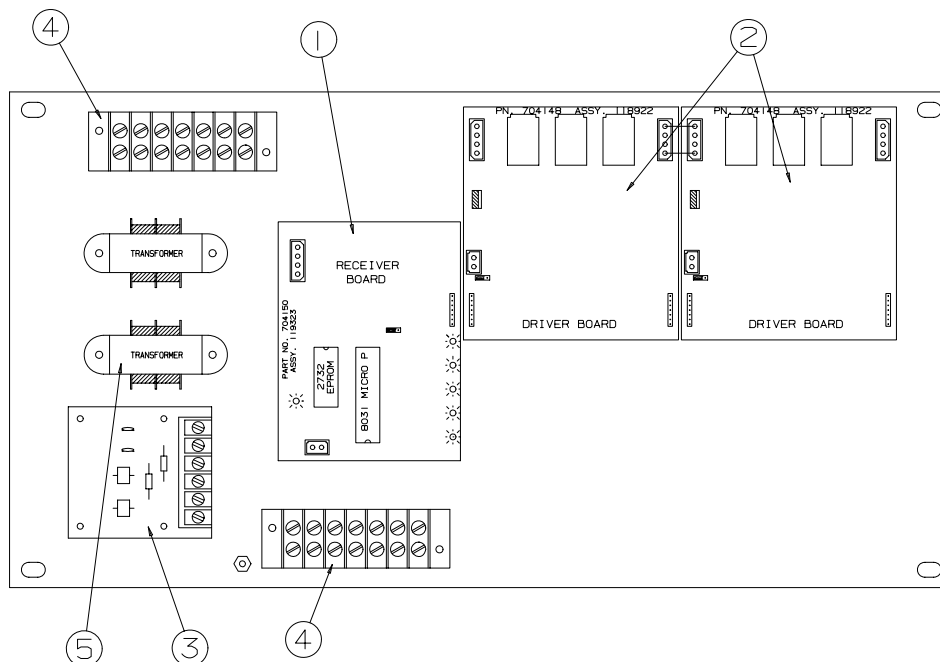 4
1
2
PN. 704148 ASSY. 118922
PN. 704148 ASSY. 118922
TRANSFORMER
RECEIVER
BOARD
PART NO. 704150
ASSY. 119323
2732
EPROM
8031 MICRO P
DRIVER BOARD
DRIVER BOARD
TRANSFORMER
5
3
4